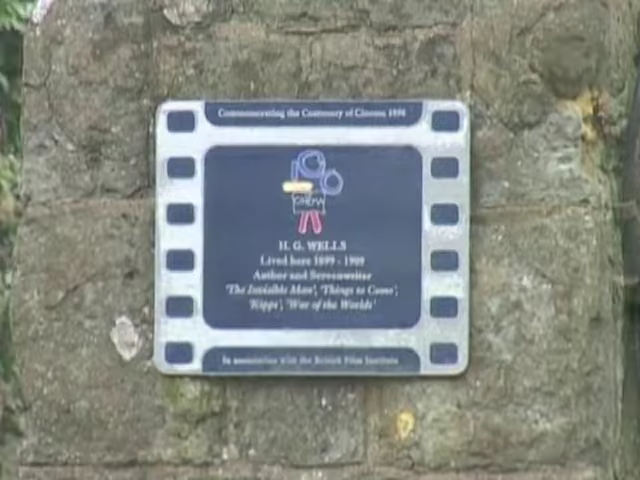 Commemorating the Centenary of Cinema 1996
CINEMA
H. G. WELLS
Lived here 1899 - 1909
Author and Screenwriter
'The Invisible Man', 'Things to Come',
'Kipps', 'War of the Worlds'
In association with the British Film Institute